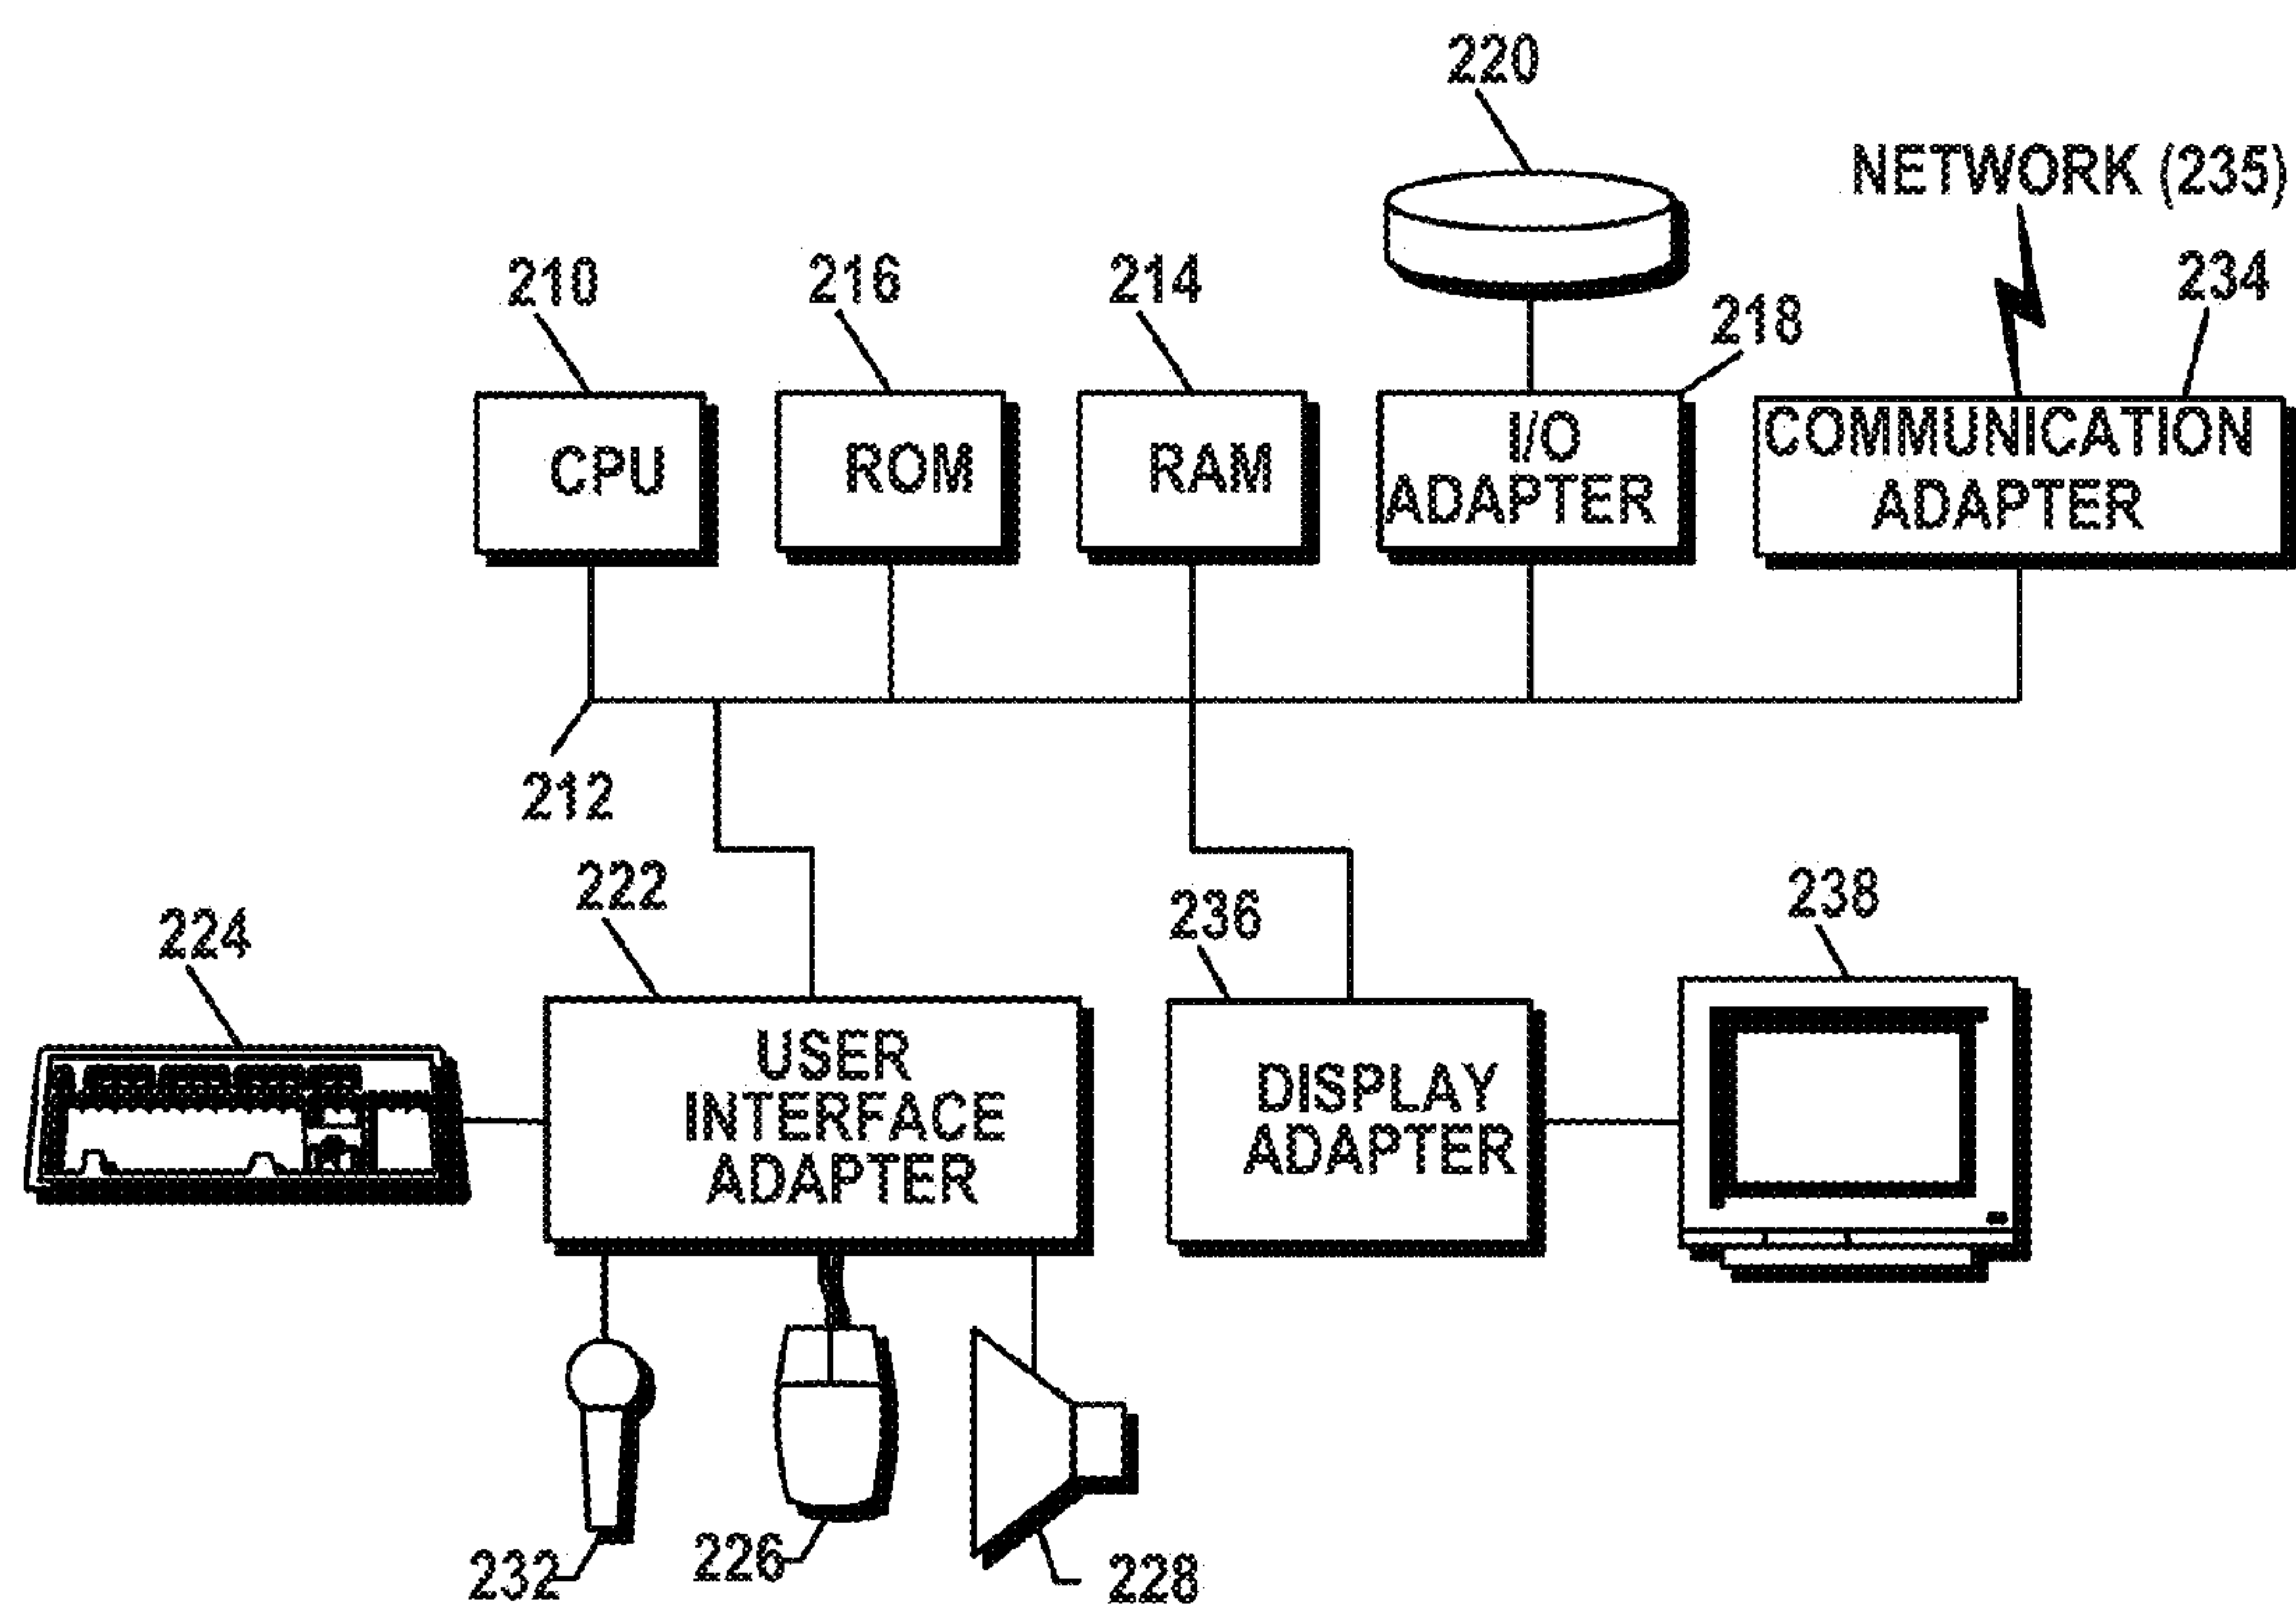 220
NETWORK (235)
210
216
214
218
234
CPU
ROM
RAM
I/O
ADAPTER
COMMUNICATION
ADAPTER
212
222
224
236
238
USER
INTERFACE
ADAPTER
DISPLAY
ADAPTER
232
226
228